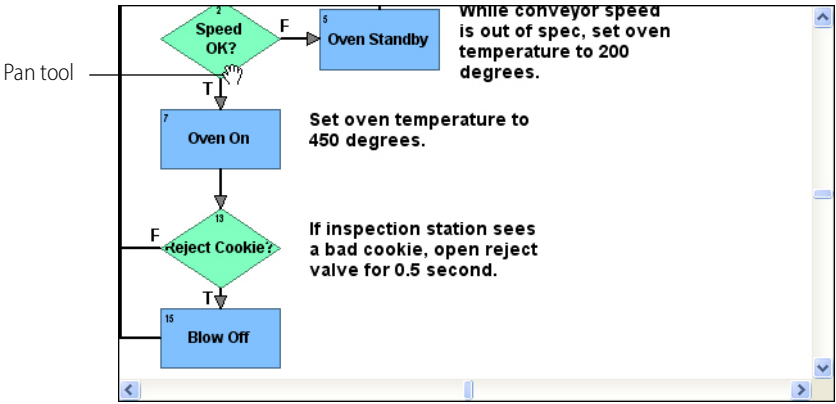 While conveyor speed
is out of spec, set oven
temperature to 200
degrees.
2
Speed
OK?
F
5
Oven Standby
Pan tool
T
7
Oven On
Set oven temperature to
450 degrees.
13
Reject Cookie?
F
If inspection station sees
a bad cookie, open reject
valve for 0.5 second.
T
15
Blow Off